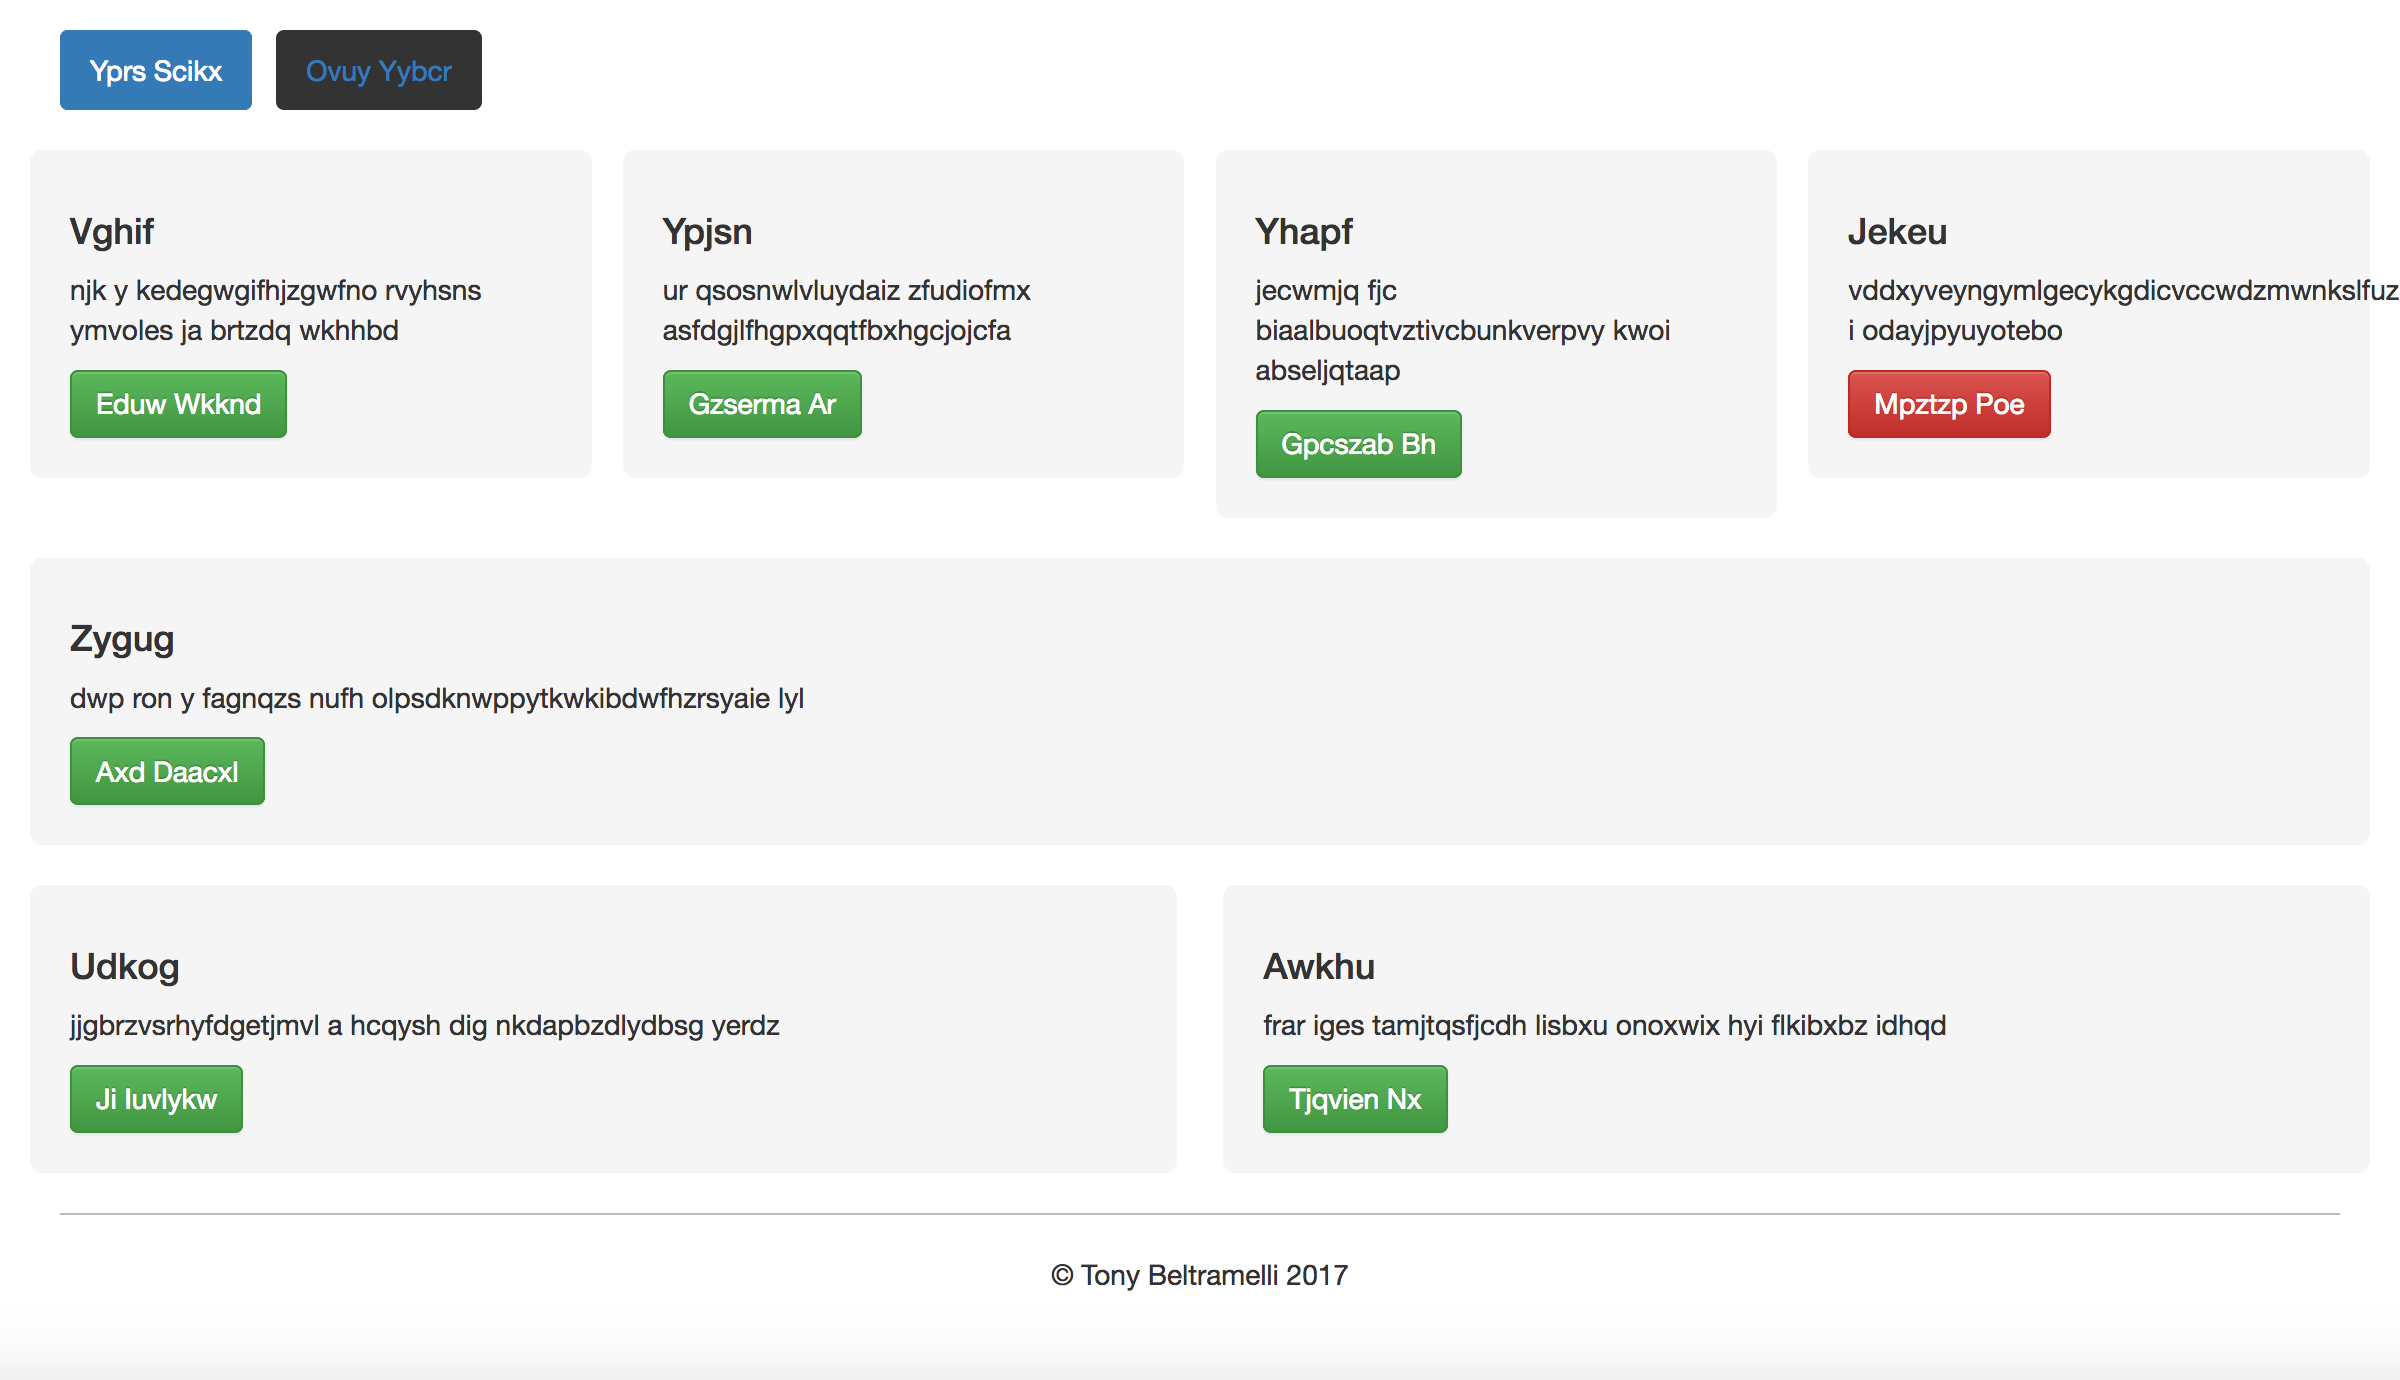 Yprs Scikx
Ovuy Yybcr
Vghif
njk y kedegwgifhjzgwfno rvyhsns
ymvoles ja brtzdq wkhhbd
Eduw Wkknd
Ypjsn
ur qsosnwlvluydaiz zfudiofmx
asfdgjlfhgpxqqtfbxhgcjojcfa
Gzserma Ar
Yhapf
jecwmjq fjc
biaalbuoqtvztivcbunkverpvy kwoi
abseljqtaap
Gpcszab Bh
Jekeu
vddxyveyngymlgecykgdicvccwdzmwnkslfuz
i odayjpyuyotebo
Mpztzp Poe
Zygug
dwp ron y fagnqzs nufh olpsdknwppytkwkibdwfhzrsyaie lyl
Axd Daacxl
Udkog
jjgbrzvsrhyfdgetjmvl a hcqysh dig nkdapbzdlydbsg yerdz
Ji Iuvlykw
Awkhu
frar iges tamjtqsfjcdh lisbxu onoxwix hyi flkibxbz idhqd
Tjqvien Nx
© Tony Beltramelli 2017